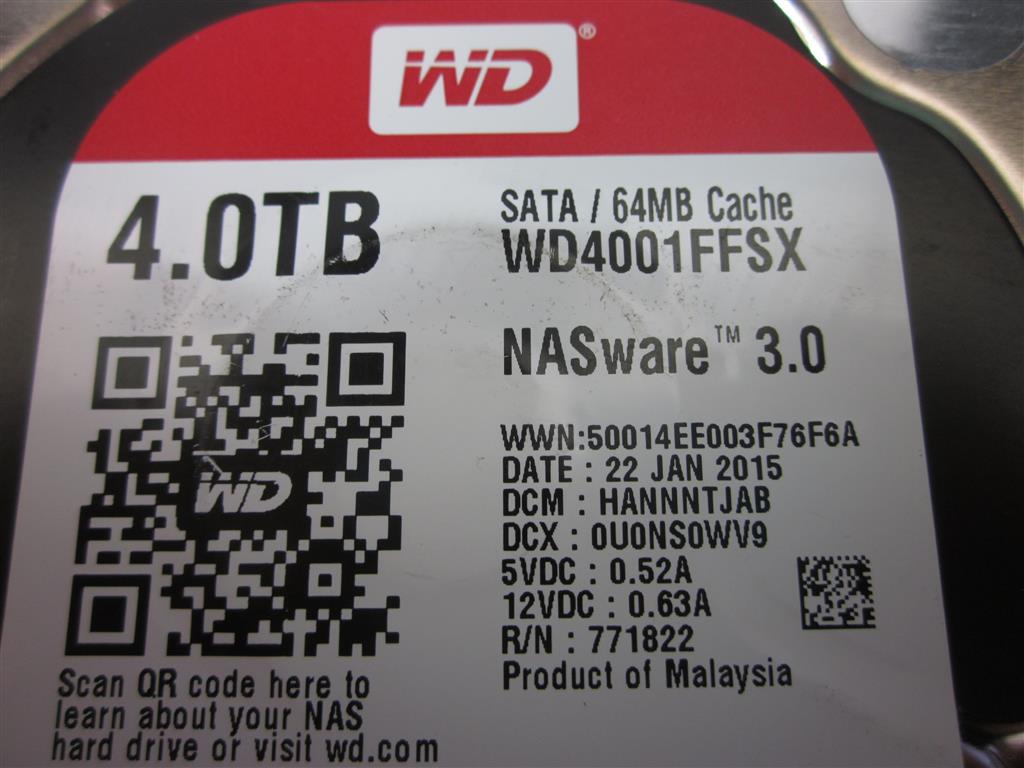 WD®
4.0TB
SATA / 64MB Cache
WD4001FFSX
NASware™ 3.0
WWN:50014EE003F76F6A
DATE : 22 JAN 2015
DCM : HANNNTJAB
DCX : 0U0NS0WV9
5VDC : 0.52A
12VDC : 0.63A
R/N : 771822
Product of Malaysia
WD
Scan QR code here to
learn about your NAS
hard drive or visit wd.com